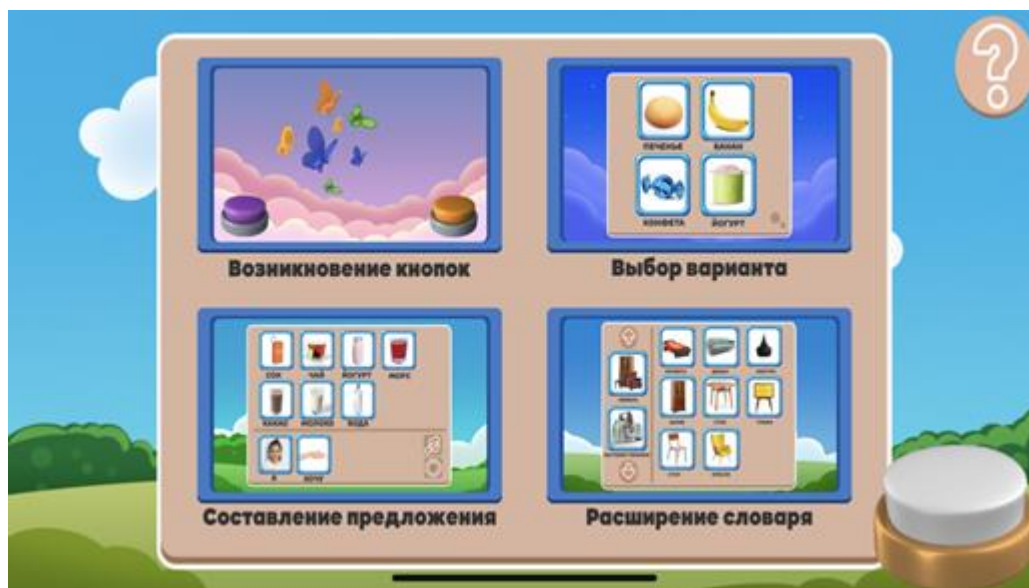 ?
ПЕЧЕНЬЕ БАНАН
КОНФЕТА ЙОГУРТ
Возникновение кнопок
Выбор варианта
СОК ЧАЙ ЙОГУРТ МОРС
КАКАО МОЛОКО ВОДА
Я ХОЧУ
Составление предложения
Расширение словаря